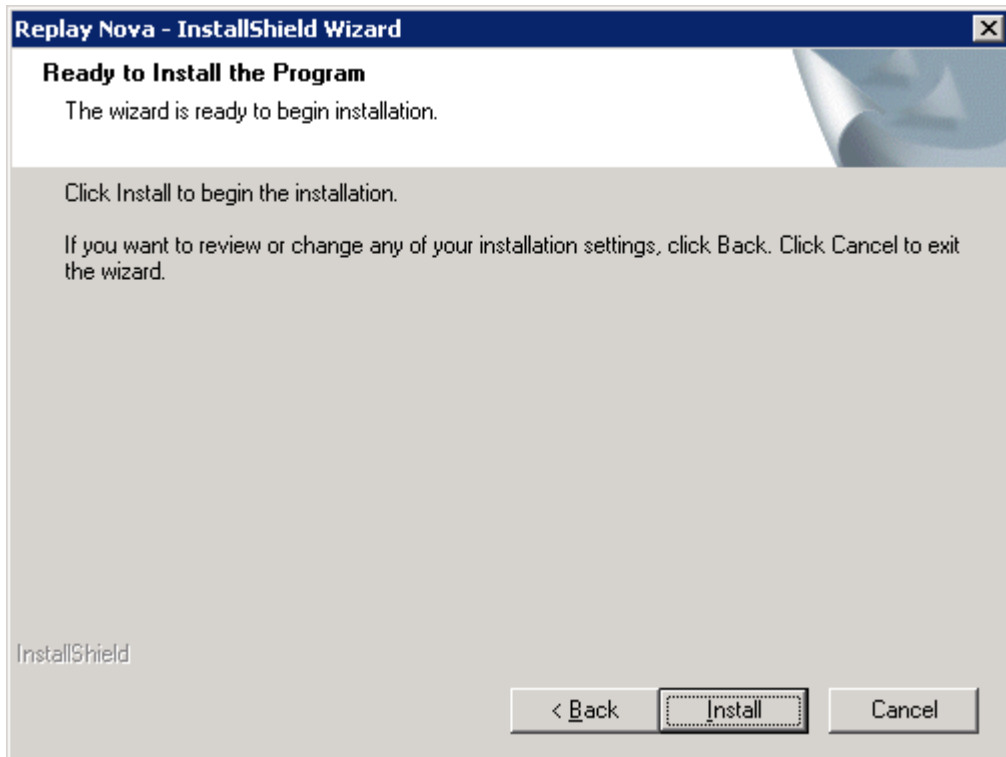 Replay Nova - InstallShield Wizard
Ready to Install the Program
The wizard is ready to begin installation.
Click Install to begin the installation.
If you want to review or change any of your installation settings, click Back. Click Cancel to exit
the wizard.
InstallShield
< Back Install Cancel